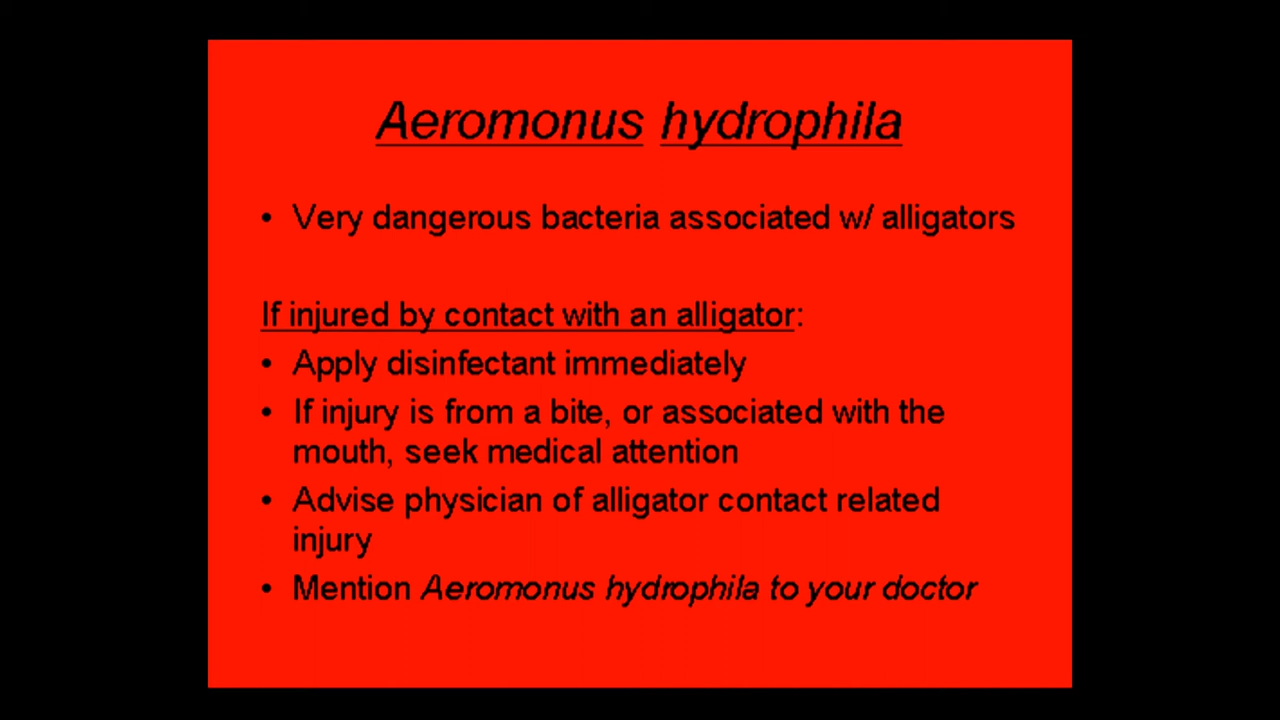 Aeromonus hydrophila
• Very dangerous bacteria associated w/ alligators
If injured by contact with an alligator:
• Apply disinfectant immediately
• If injury is from a bite, or associated with the
mouth, seek medical attention
• Advise physician of alligator contact related
injury
• Mention Aeromonus hydrophila to your doctor